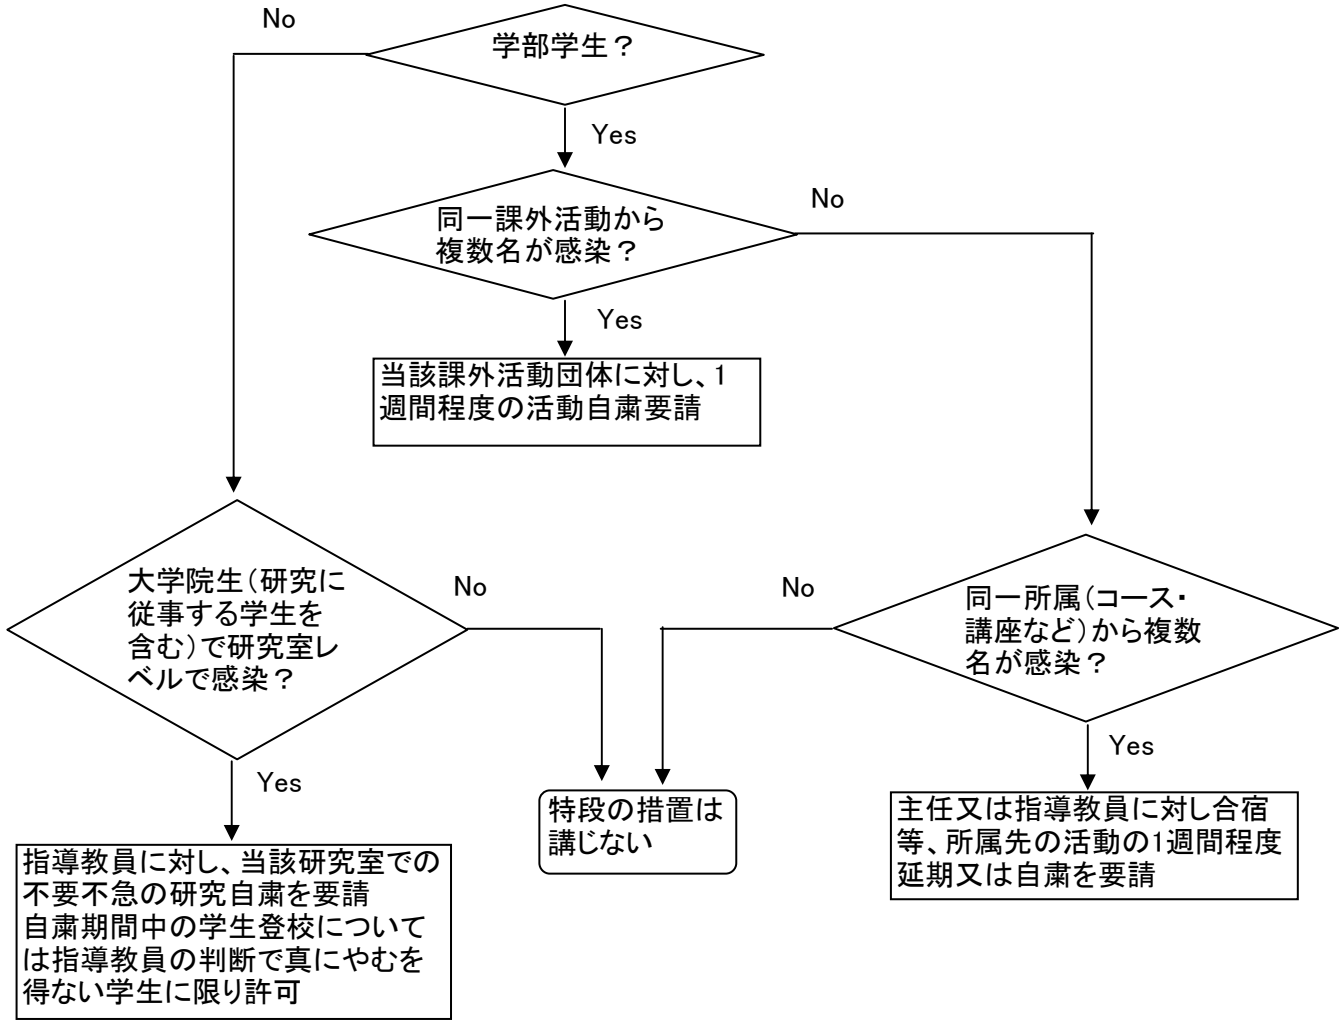 No
学部学生？
Yes
同一課外活動から
複数名が感染？
No
Yes
当該課外活動団体に対し、1
週間程度の活動自粛要請
大学院生（研究に
従事する学生を
含む）で研究室レ
ベルで感染？
No
No
同一所属（コース・
講座など）から複数
名が感染？
Yes
Yes
特段の措置は
講じない
主任又は指導教員に対し合宿
等、所属先の活動の1週間程度
延期又は自粛を要請
指導教員に対し、当該研究室での
不要不急の研究自粛を要請
自粛期間中の学生登校について
は指導教員の判断で真にやむを
得ない学生に限り許可